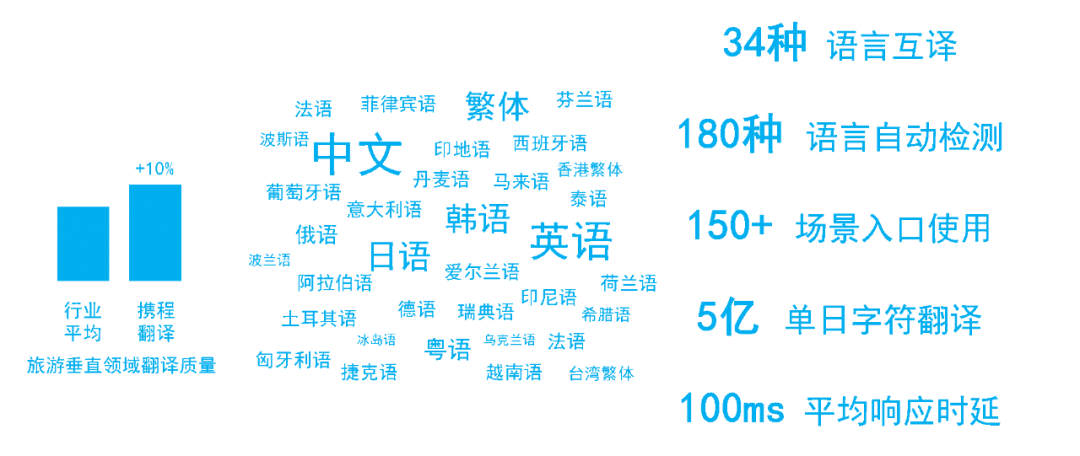 +10%
行业
平均
携程
翻译
旅游垂直领域翻译质量
法语 菲律宾语 繁体 芬兰语
波斯语 中文 印地语 西班牙语
丹麦语 马来语 香港繁体
葡萄牙语 意大利语 韩语 泰语
俄语 日语 英语
波兰语 阿拉伯语 爱尔兰语 荷兰语
土耳其语 德语 瑞典语 印尼语 希腊语
冰岛语 粤语 乌克兰语 法语
匈牙利语 捷克语 越南语 台湾繁体
34种 语言互译
180种 语言自动检测
150+ 场景入口使用
5亿 单日字符翻译
100ms 平均响应时延